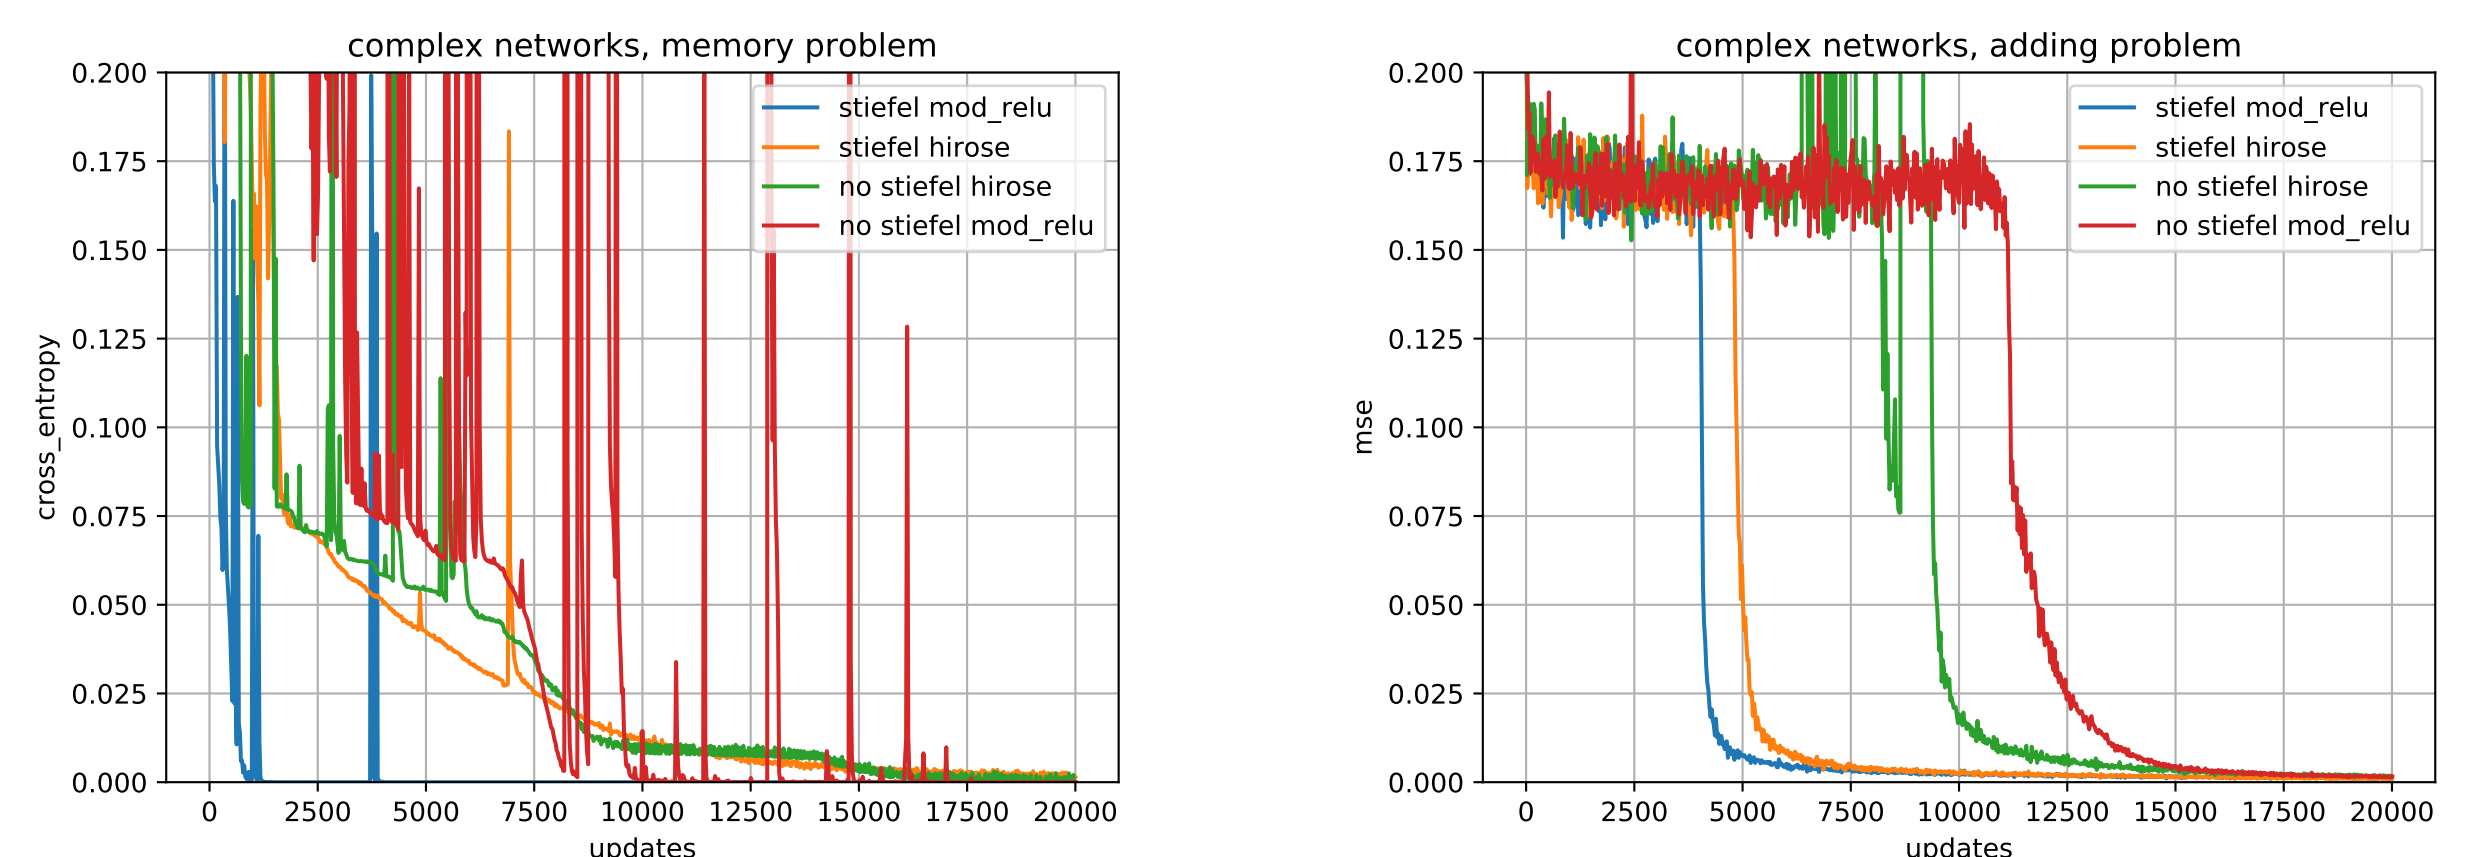 complex networks, memory problem
0.200
0.175
0.150
0.125
0.100
0.075
0.050
0.025
0.000
cross_entropy
stiefel mod_relu
stiefel hirose
no stiefel hirose
no stiefel mod_relu
0 2500 5000 7500 10000 12500 15000 17500 20000
updates
complex networks, adding problem
0.200
0.175
0.150
0.125
0.100
0.075
0.050
0.025
0.000
mse
stiefel mod_relu
stiefel hirose
no stiefel hirose
no stiefel mod_relu
0 2500 5000 7500 10000 12500 15000 17500 20000
updates